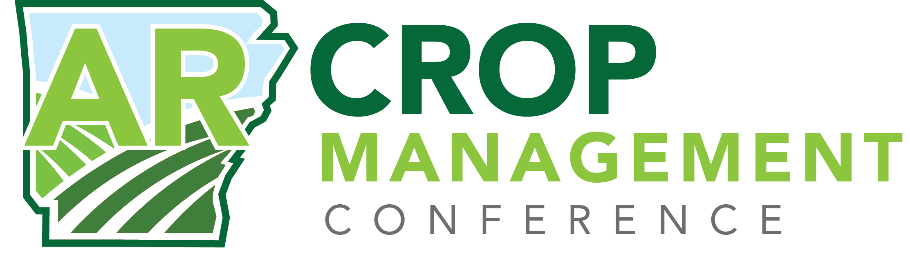 AR
CROP
MANAGEMENT
CONFERENCE